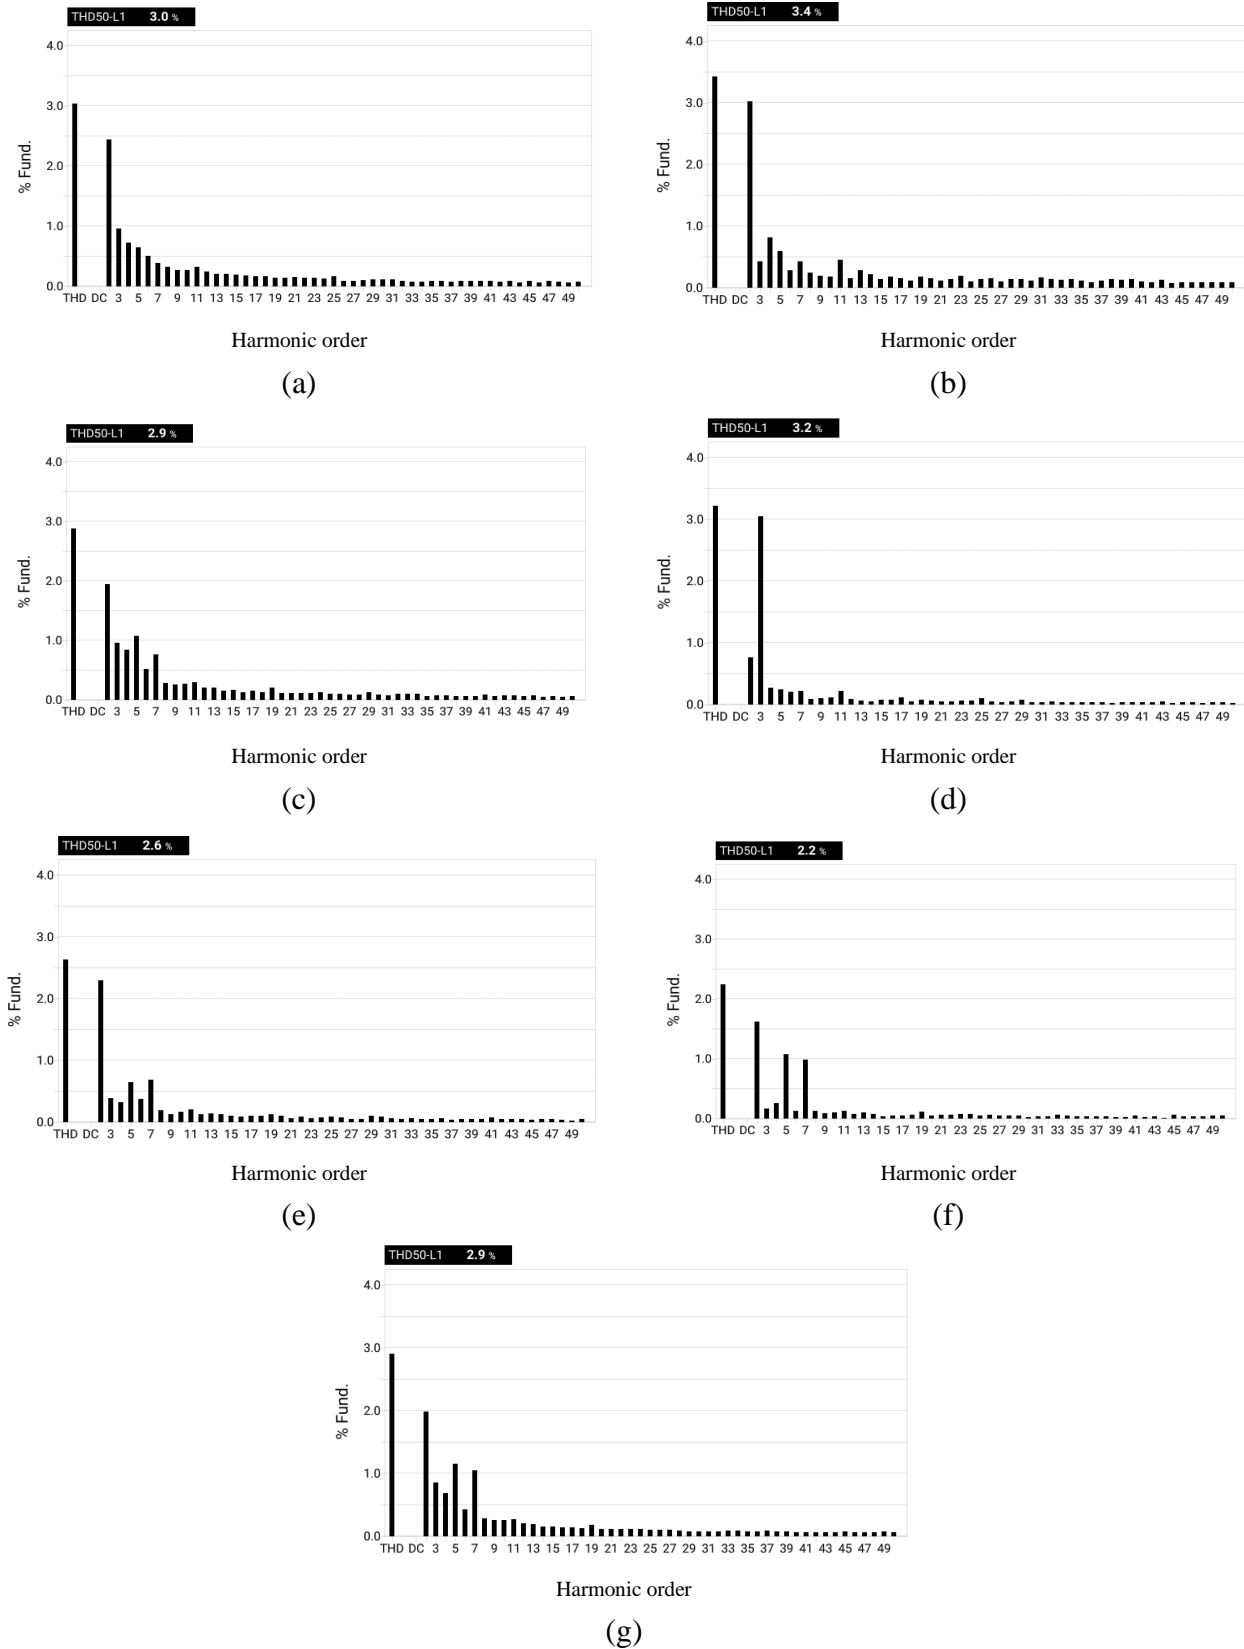 THD50-L1 3.0 %
4.0
3.0
2.0
1.0
0.0
% Fund.
THD DC 3 5 7 9 11 13 15 17 19 21 23 25 27 29 31 33 35 37 39 41 43 45 47 49
Harmonic order
(a)
THD50-L1 3.4 %
4.0
3.0
2.0
1.0
0.0
% Fund.
THD DC 3 5 7 9 11 13 15 17 19 21 23 25 27 29 31 33 35 37 39 41 43 45 47 49
Harmonic order
(b)
THD50-L1 2.9 %
4.0
3.0
2.0
1.0
0.0
% Fund.
THD DC 3 5 7 9 11 13 15 17 19 21 23 25 27 29 31 33 35 37 39 41 43 45 47 49
Harmonic order
(c)
THD50-L1 3.2 %
4.0
3.0
2.0
1.0
0.0
% Fund.
THD DC 3 5 7 9 11 13 15 17 19 21 23 25 27 29 31 33 35 37 39 41 43 45 47 49
Harmonic order
(d)
THD50-L1 2.6 %
4.0
3.0
2.0
1.0
0.0
% Fund.
THD DC 3 5 7 9 11 13 15 17 19 21 23 25 27 29 31 33 35 37 39 41 43 45 47 49
Harmonic order
(e)
THD50-L1 2.2 %
4.0
3.0
2.0
1.0
0.0
% Fund.
THD DC 3 5 7 9 11 13 15 17 19 21 23 25 27 29 31 33 35 37 39 41 43 45 47 49
Harmonic order
(f)
THD50-L1 2.9 %
4.0
3.0
2.0
1.0
0.0
% Fund.
THD DC 3 5 7 9 11 13 15 17 19 21 23 25 27 29 31 33 35 37 39 41 43 45 47 49
Harmonic order
(g)